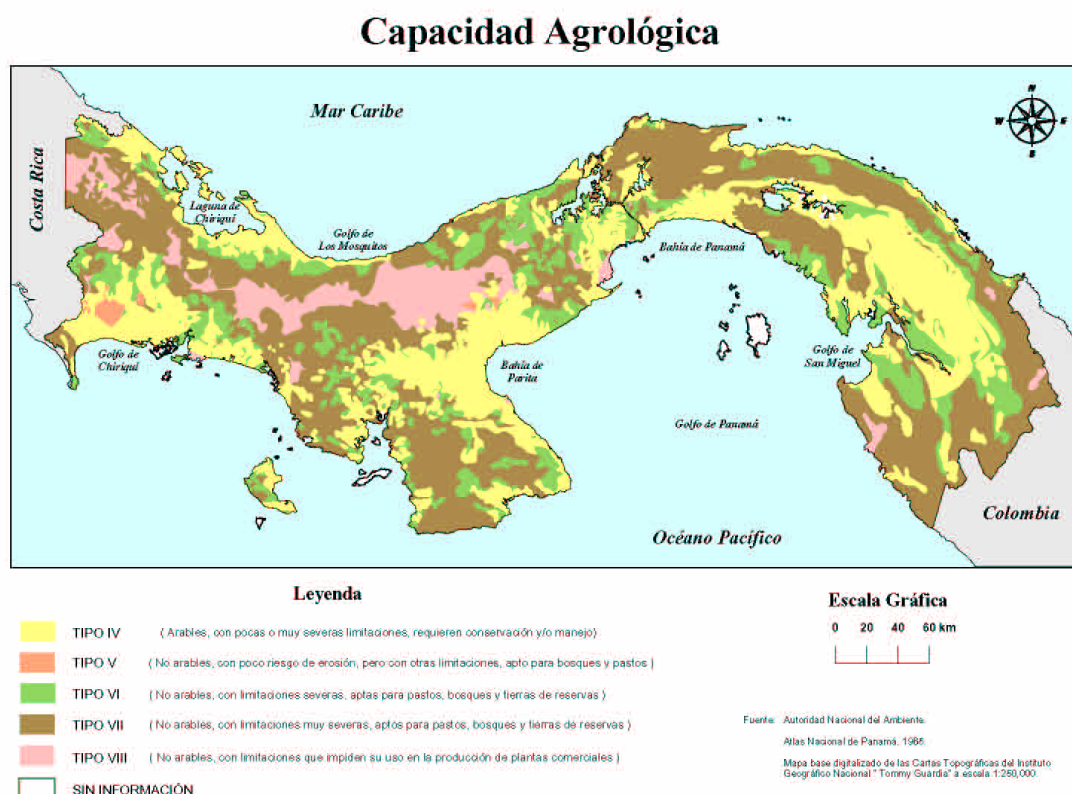 Capacidad Agrológica
Mar Caribe
N
W E
S
Costa Rica
Laguna de
Chiriquí
Golfo de
Los Mosquitos
Bahía de Panamá
Golfo de
Chiriquí
Bahía de
Parita
Golfo de
San Miguel
Golfo de Panamá
Colombia
Océano Pacífico
Leyenda
TIPO IV ( Arables, con pocas o muy severas limitaciones, requieren conservación y/o manejo)
TIPO V ( No arables, con poco riesgo de erosión, pero con otras limitaciones, apto para bosques y pastos )
TIPO VI ( No arables, con limitaciones severas, aptas para pastos, bosques y tierras de reservas )
TIPO VII ( No arables, con limitaciones muy severas, aptos para pastos, bosques y tierras de reservas )
TIPO VIII ( No arables, con limitaciones que impiden su uso en la producción de plantas comerciales )
SIN INFORMACIÓN
Escala Gráfica
0 20 40 60 km
Fuente: Autoridad Nacional del Ambiente.
Atlas Nacional de Panamá,
Mapa base digitalizado de las Cartas Topográficas del Instituto
Geográfico Nacional " Tommy Guardia" a escala 1:250,000.